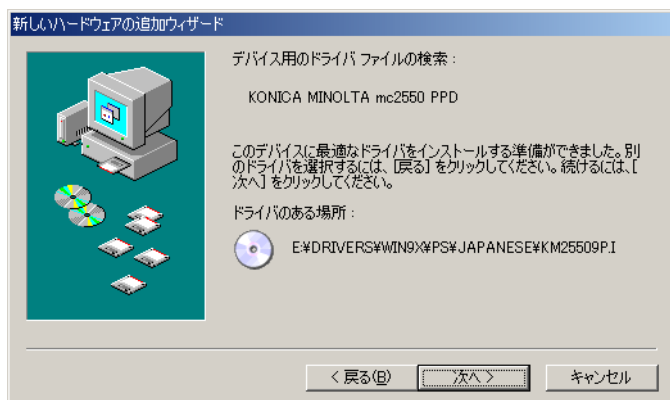 新しいハードウェアの追加ウィザード
デバイス用のドライバ ファイルの検索 :
KONICA MINOLTA mc2550 PPD
このデバイスに最適なドライバをインストールする準備ができました。別
のドライバを選択するには、[戻る] をクリックしてください。続けるには、[
次へ] をクリックしてください。
ドライバのある場所 :
E:¥DRIVERS¥WIN9X¥PS¥JAPANESE¥KM25509P.I
< 戻る(B)
次へ >
キャンセル